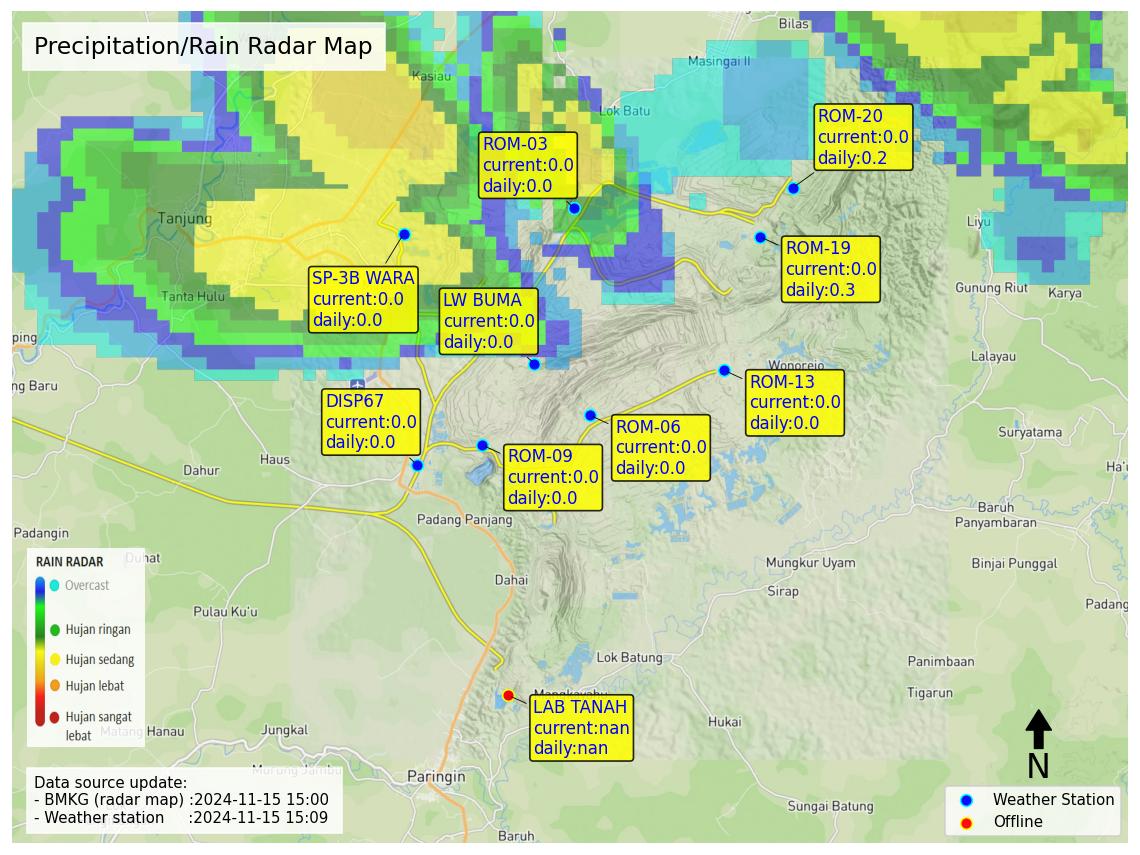 Precipitation/Rain Radar Map
Bilas
Kasiau
Masingai II
Lok Batu
ROM-20
current:0.0
daily:0.2
ROM-03
current:0.0
daily:0.0
Tanjung
Liyu
ROM-19
current:0.0
daily:0.3
SP-3B WARA
current:0.0
daily:0.0
Tanta Hulu
LW BUMA
current:0.0
daily:0.0
Gunung Riut
Karya
ping
Lalayau
Wonorejo
ng Baru
ROM-13
current:0.0
daily:0.0
DISP67
current:0.0
daily:0.0
ROM-06
current:0.0
daily:0.0
Suryatama
Haus
Dahur
ROM-09
current:0.0
daily:0.0
Ha'u
Baruh
Panyambaran
Padang Panjang
Padangin
Duhat
Mungkur Uyam
Binjai Punggal
Dahai
Sirap
Padang
Pulau Ku'u
RAIN RADAR
Overcast
Hujan ringan
Hujan sedang
Hujan lebat
Hujan sangat
lebat
Lok Batung
Panimbaan
Tigarun
Mangkayahu
LAB TANAH
current:nan
daily:nan
Hukai
Matang Hanau
Jungkal
Murung Jambu
Paringin
N
Data source update:
- BMKG (radar map) :2024-11-15 15:00
- Weather station :2024-11-15 15:09
Sungai Batung
Baruh
Weather Station
Offline